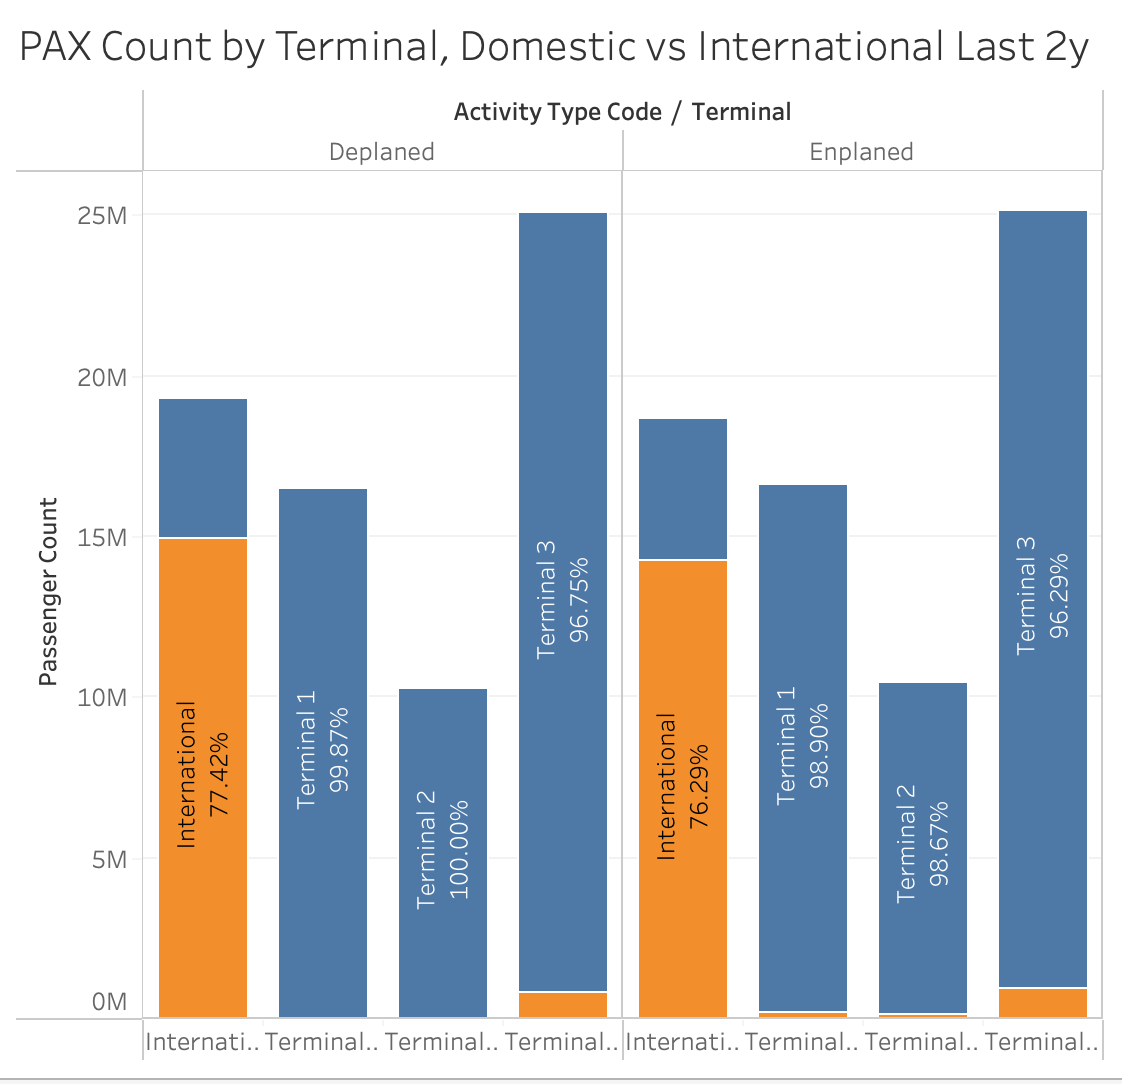 PAX Count by Terminal, Domestic vs International Last 2y
Activity Type Code / Terminal
Deplaned
Enplaned
Passenger Count
25M
20M
15M
10M
5M
0M
International
77.42%
Terminal 1
99.87%
Terminal 2
100.00%
Terminal 3
96.75%
International
76.29%
Terminal 1
98.90%
Terminal 2
98.67%
Terminal 3
96.29%
Internati.. Terminal.. Terminal.. Terminal.. Internati.. Terminal.. Terminal.. Terminal..